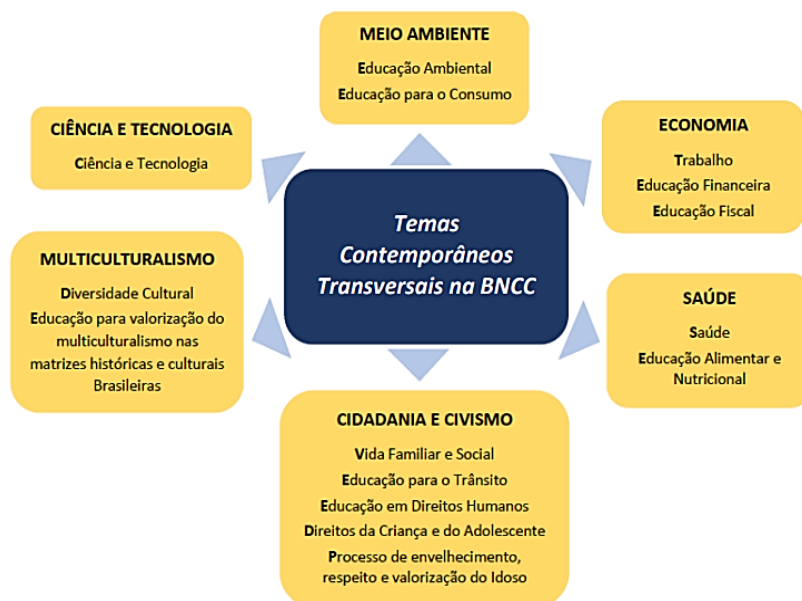 MEIO AMBIENTE
Educação Ambiental
Educação para o Consumo
CIÊNCIA E TECNOLOGIA
Ciência e Tecnologia
ECONOMIA
Trabalho
Educação Financeira
Educação Fiscal
Temas
Contemporâneos
Transversais na BNCC
MULTICULTURALISMO
Diversidade Cultural
Educação para valorização do
multiculturalismo nas
matrizes históricas e culturais
Brasileiras
SAÚDE
Saúde
Educação Alimentar e
Nutricional
CIDADANIA E CIVISMO
Vida Familiar e Social
Educação para o Trânsito
Educação em Direitos Humanos
Direitos da Criança e do Adolescente
Processo de envelhecimento,
respeito e valorização do Idoso